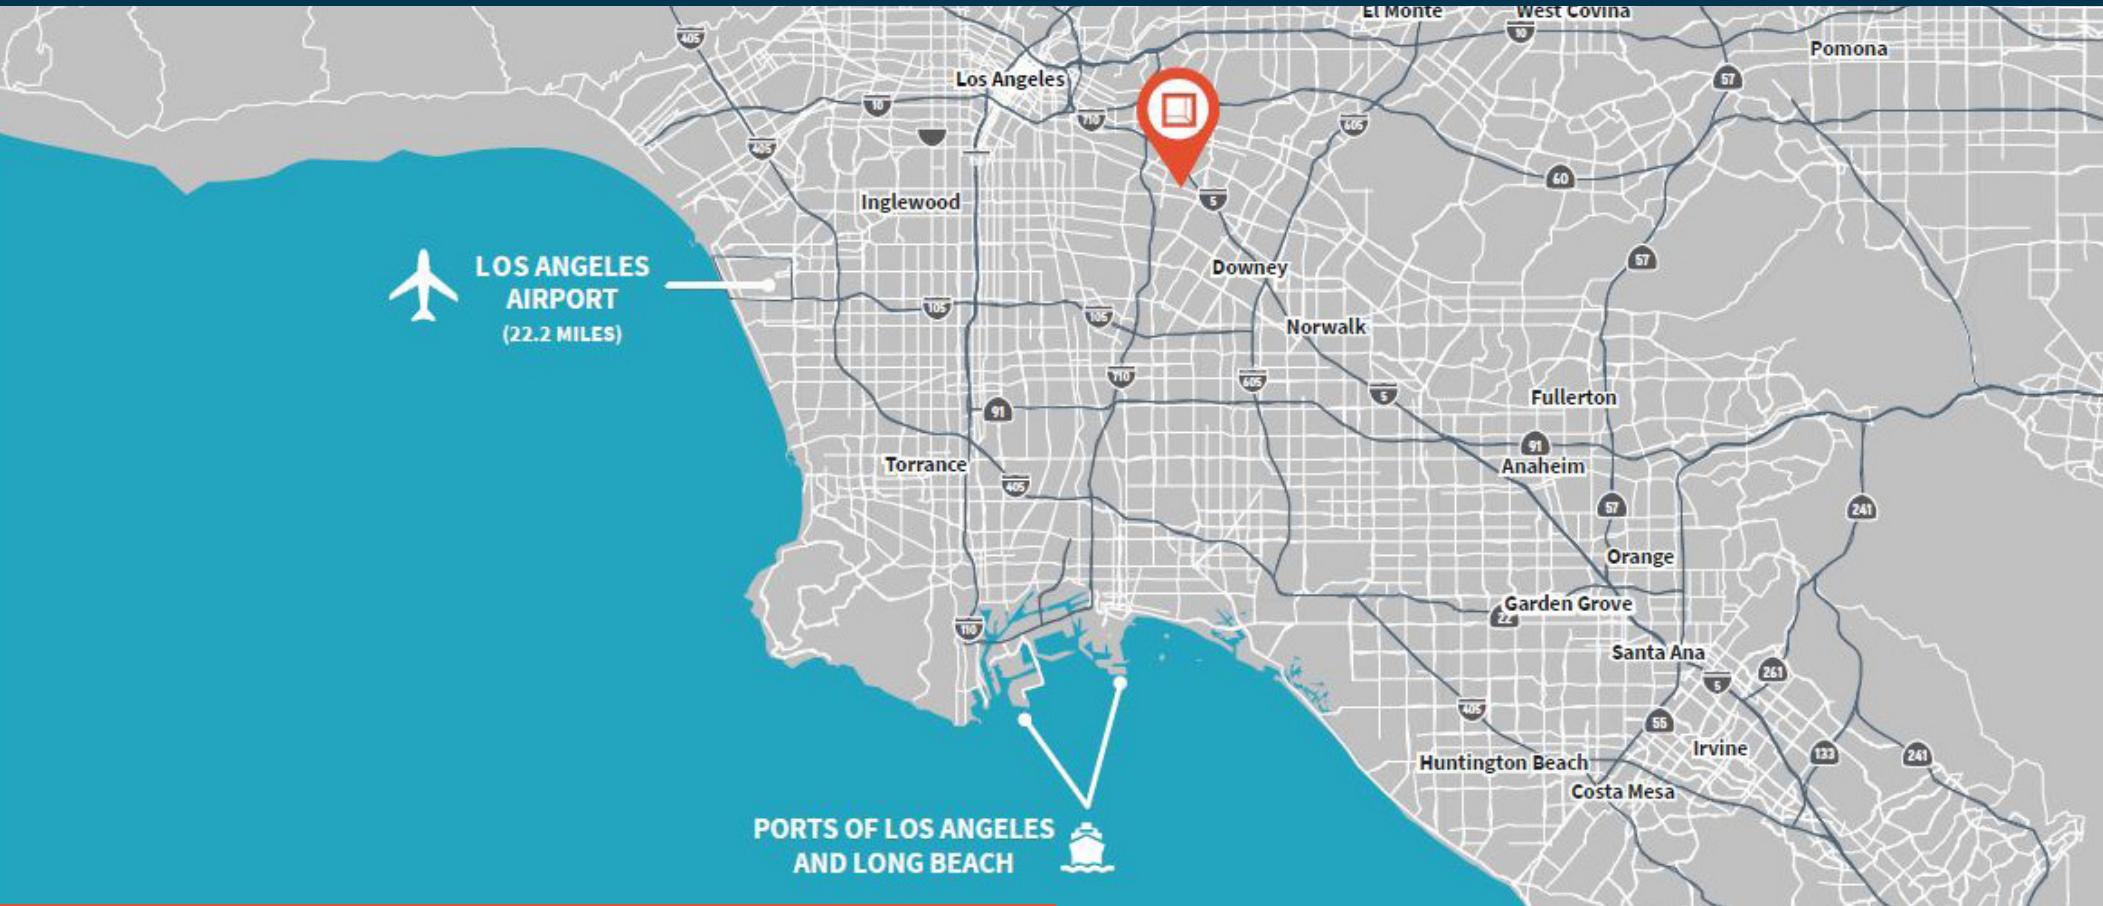 El Monte
West Covina
405
10
Pomona
Los Angeles
57
10
710
605
405
60
5
Inglewood
57
LOS ANGELES
AIRPORT
(22.2 MILES)
Downey
105
105
Norwalk
710
605
5
Fullerton
91
91
Anaheim
Torrance
405
57
241
Orange
Garden Grove
22
110
Santa Ana
261
5
405
55
Irvine
133
241
Huntington Beach
Costa Mesa
PORTS OF LOS ANGELES
AND LONG BEACH